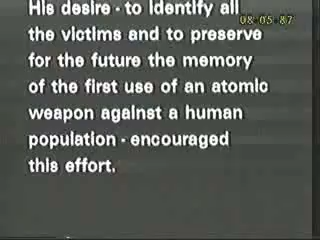 His desire - to identify all
08 05 87
the victims and to preserve
for the future the memory
of the first use of an atomic
weapon against a human
population - encouraged
this effort.